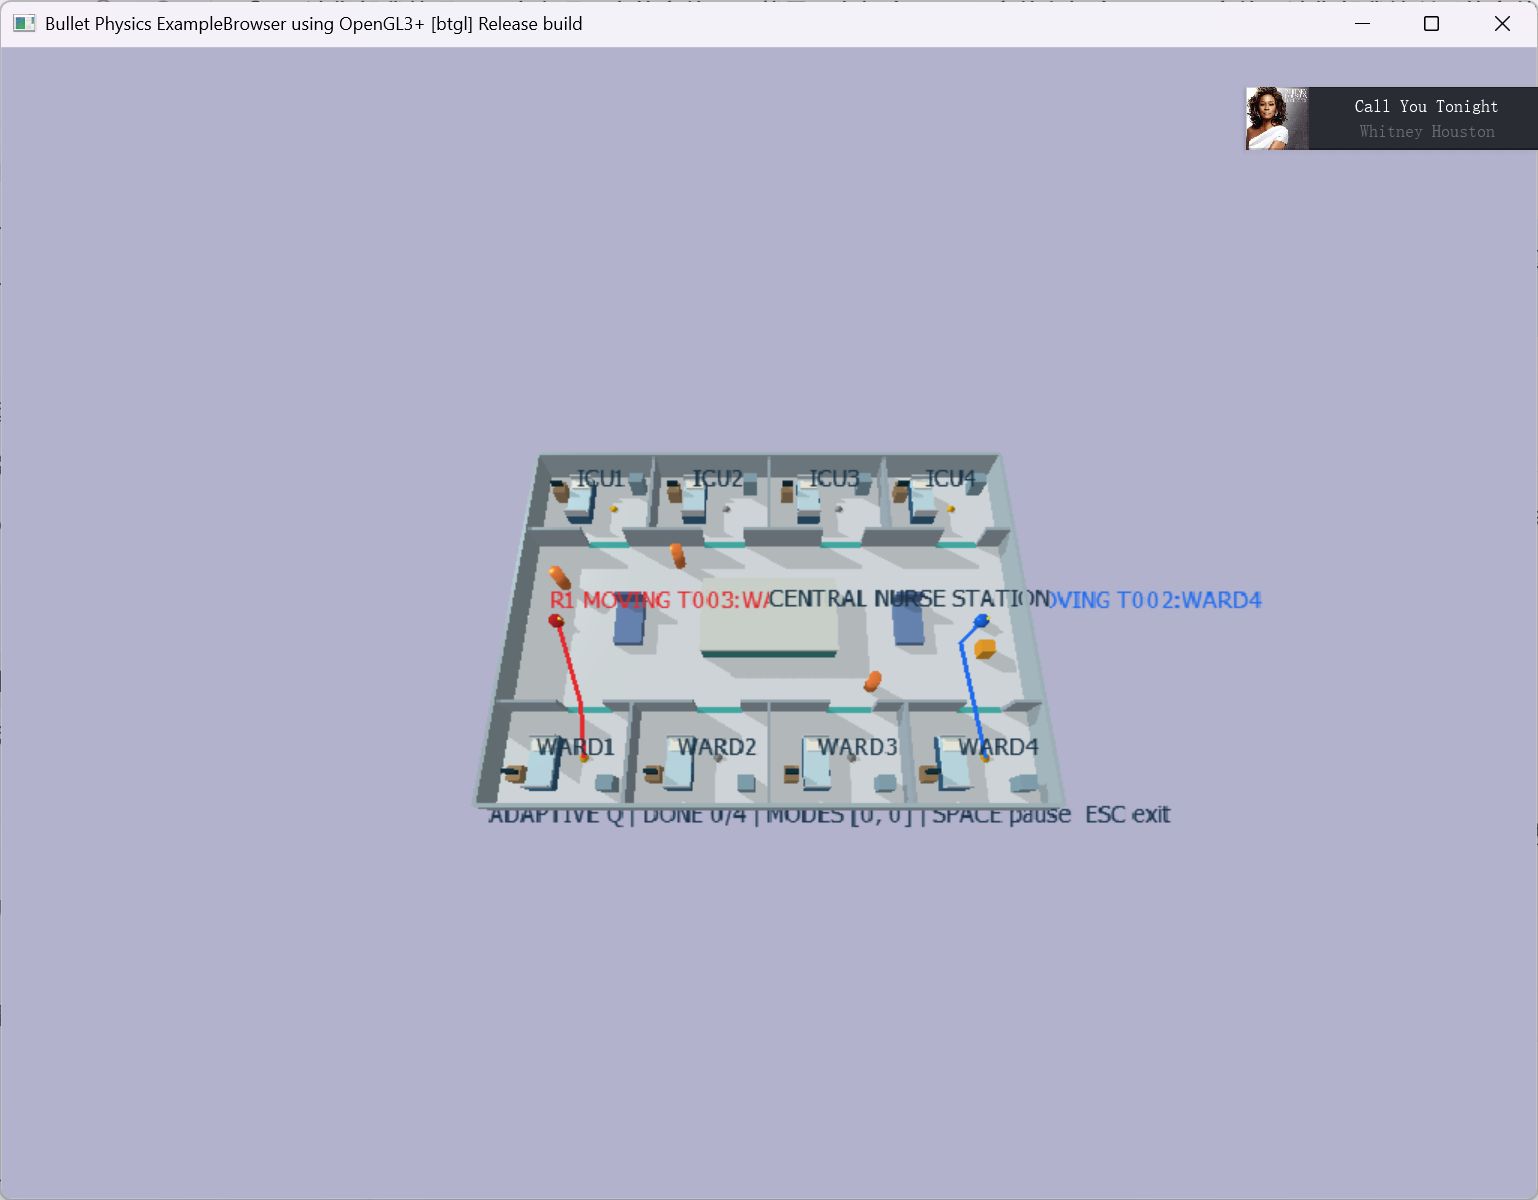 Bullet Physics ExampleBrowser using OpenGL3+ [btgl] Release build
Call You Tonight
Whitney Houston
ICU1 ICU2 ICU3 ICU4
R1 MOVING T003:WA CENTRAL NURSE STATION OVING T002:WARD4
WARD1 WARD2 WARD3 WARD4
ADAPTIVE Q | DONE 0/4 | MODES [0, 0] | SPACE pause ESC exit